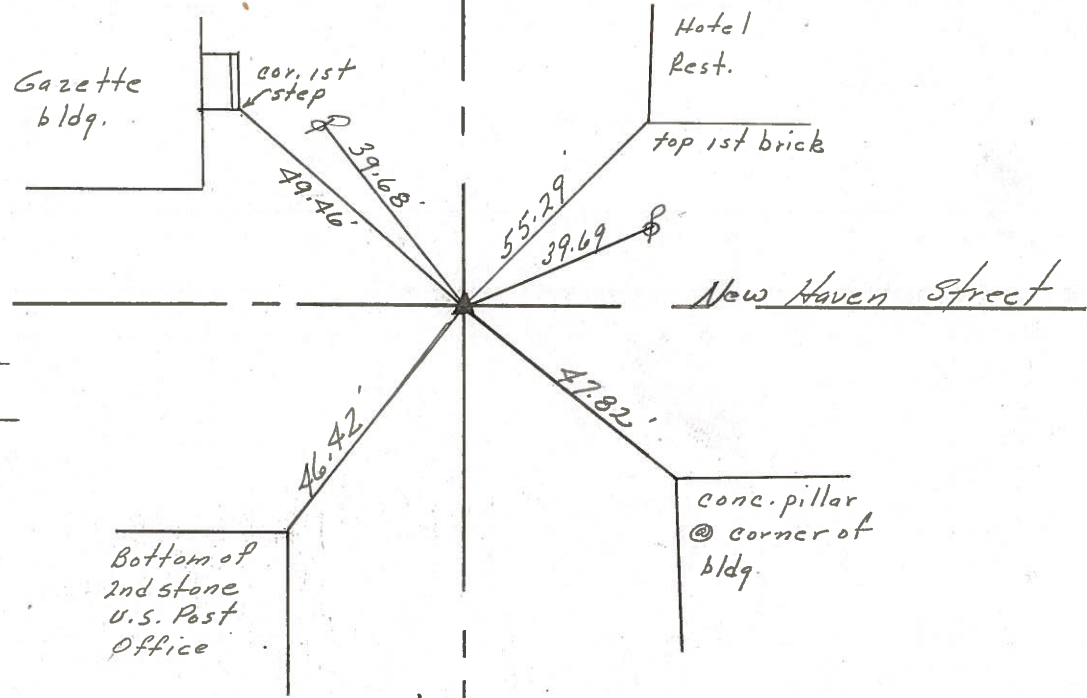 Gazette
bldg.
cor. 1st
step
39.68'
49.46'
Hotel
Rest.
top 1st brick
55.29
39.69
New Haven Street
46.42'
47.82'
Bottom of
2nd stone
U.S. Post
Office
conc. pillar
@ corner of
bldg.